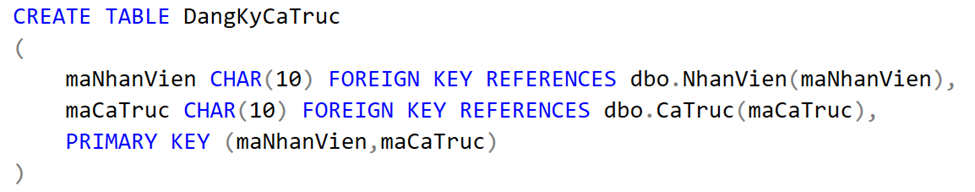 CREATE TABLE DangKyCaTruc
(
maNhanVien CHAR(10) FOREIGN KEY REFERENCES dbo.NhanVien(maNhanVien),
maCaTruc CHAR(10) FOREIGN KEY REFERENCES dbo.CaTruc(maCaTruc),
PRIMARY KEY (maNhanVien,maCaTruc)
)